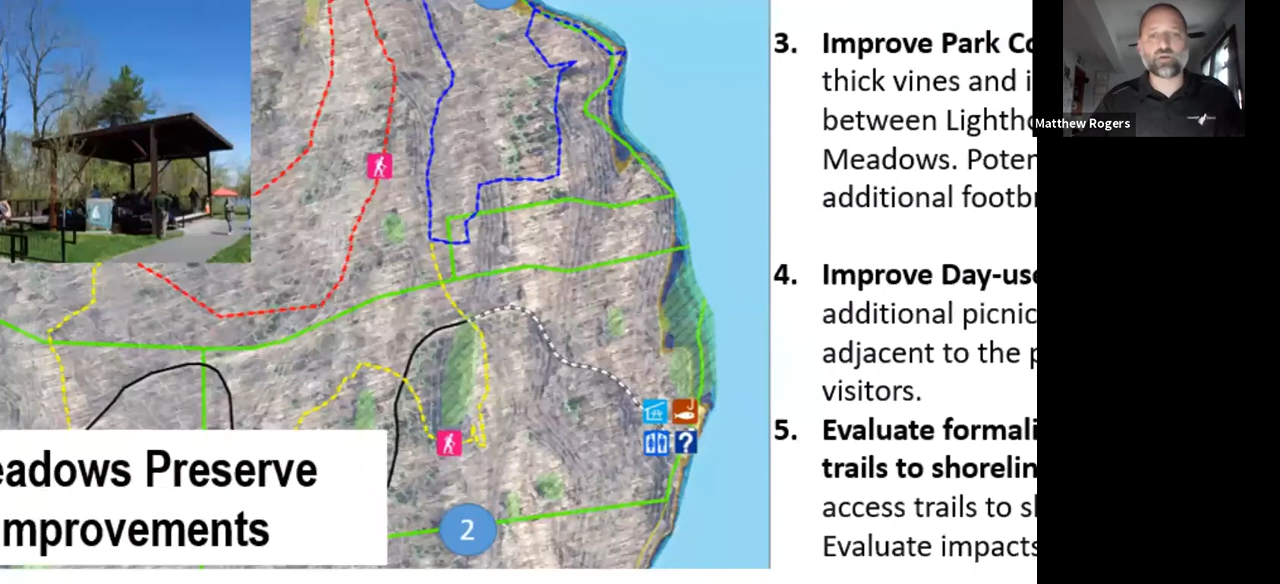 3. Improve Park Co
thick vines and i
between Lightho
Meadows. Poten
additional footbr
4. Improve Day-use
additional picnic
adjacent to the p
visitors.
5. Evaluate formali
trails to shorelin
access trails to sh
Evaluate impacts
Matthew Rogers
?
eadows Preserve
mprovements
2